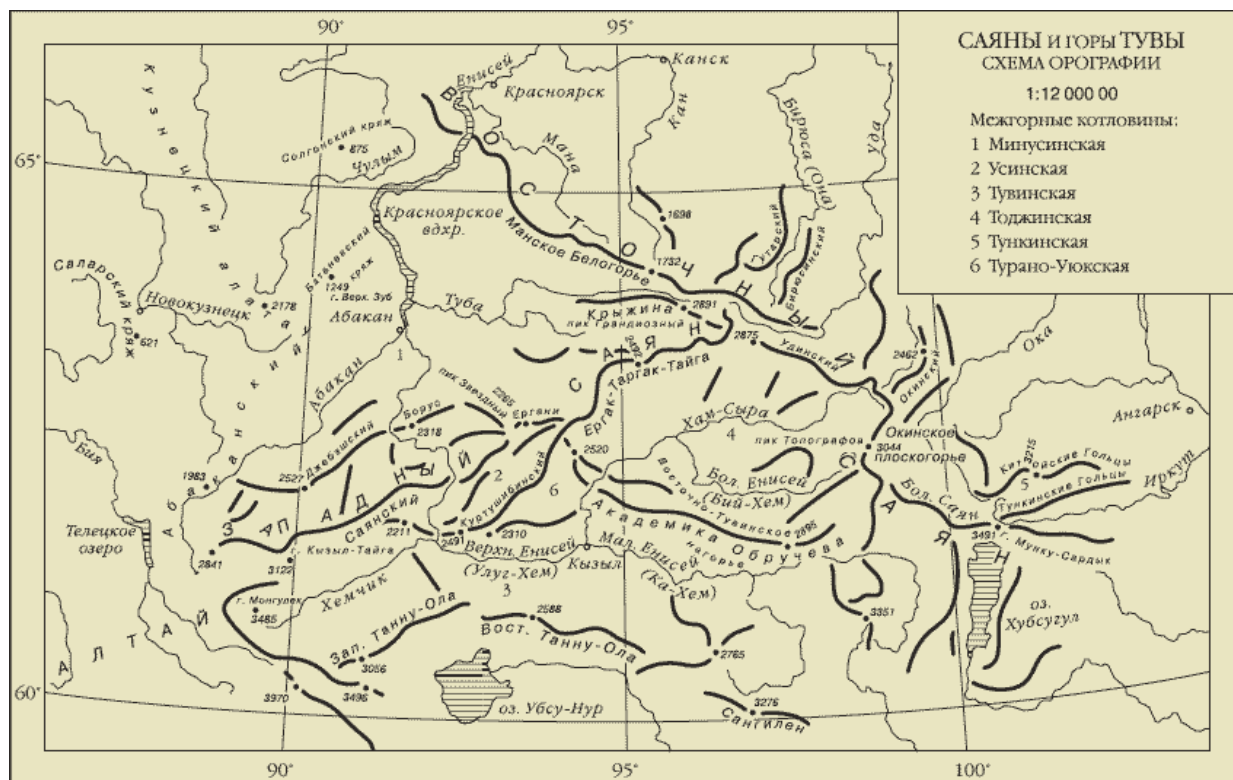 90°
95°
САЯНЫ И ГОРЫ ТУВЫ
СХЕМА ОРОГРАФИИ
1:12 000 00
Межгорные котловины:
1 Минусинская
2 Усинская
3 Тувинская
4 Тоджинская
5 Тункинская
6 Турано-Уюкская
65°
60°
90°
95°
100°
Кузнецкий Алатау
Солгонский кряж
875
Чулым
Енисей
Красноярск
Канск
Кан
Мана
Бирюса (Она)
Уда
ВОСТОЧНЫЙ САЯН
Красноярское
вдхр.
Манское Белогорье
1698
1732
Гутарский
Бирюсинский
Батаневский
кряж
1249
г. Верх. Зуб
2178
Саларский кряж
621
Новокузнецк
Абакан
Туба
Крыжина
2891
пик Грандиозный
2492
2875
Удинский
2462
Окинский
Ока
Ангарск
Иркут
1
Абакан
Абаканский
пик Звездный
2265
Ергани
Ергак-Таргак-Тайга
Борус
2318
Джебашский
2527
1983
Бия
Телецкое
озеро
2841
ЗАПАДНЫЙ САЯН
Саянский
2211
2491
Куртушибинский
2310
2
6
2520
Хам-Сыра
4
пик Топографов
3044
Окинское
плоскогорье
Бол. Енисей
(Бий-Хем)
Восточно-Тувинское
нагорье
Академика Обручева
2895
Бол. Саян
3215
Китойские Гольцы
5
Тункинские Гольцы
3491
г. Мунку-Сардык
г. Кызыл-Тайга
3122
Верхн. Енисей
(Улуг-Хем)
Кызыл
Мал. Енисей
(Ка-Хем)
3
Хемчик
г. Монгулек
3485
АЛТАЙ
Зап. Танну-Ола
3056
3496
3970
2588
Вост. Танну-Ола
2765
3351
оз.
Хубсугул
оз. Убсу-Нур
3276
Сангилен